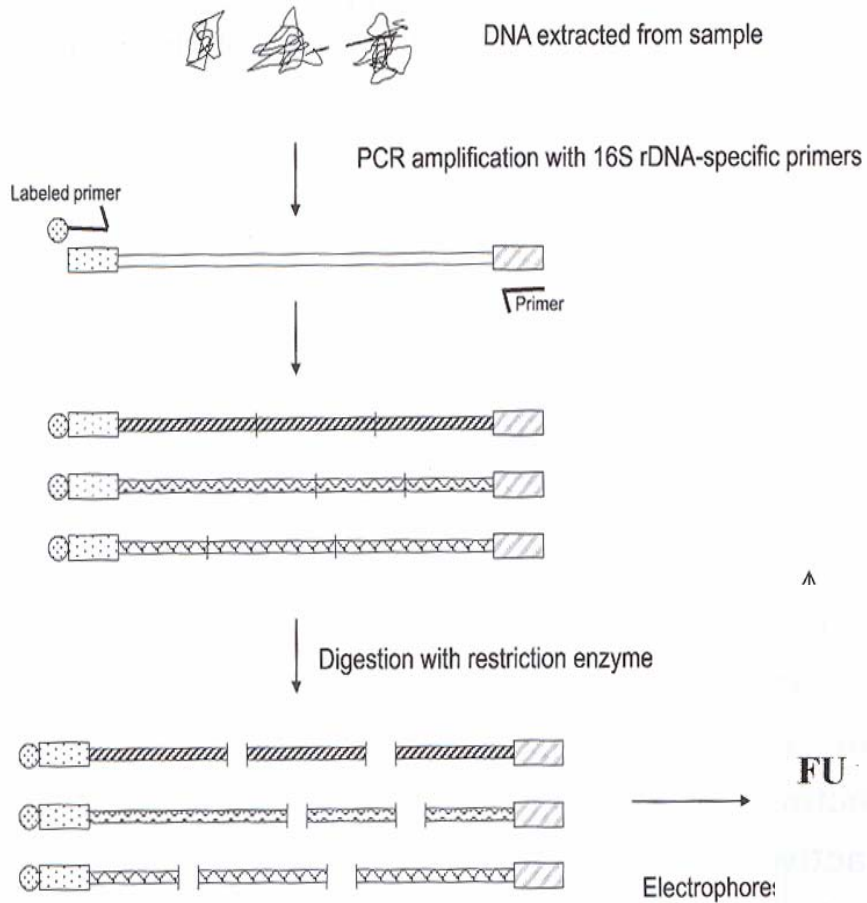 DNA extracted from sample
PCR amplification with 16S rDNA-specific primers
Labeled primer
Primer
Digestion with restriction enzyme
FU
Electrophores